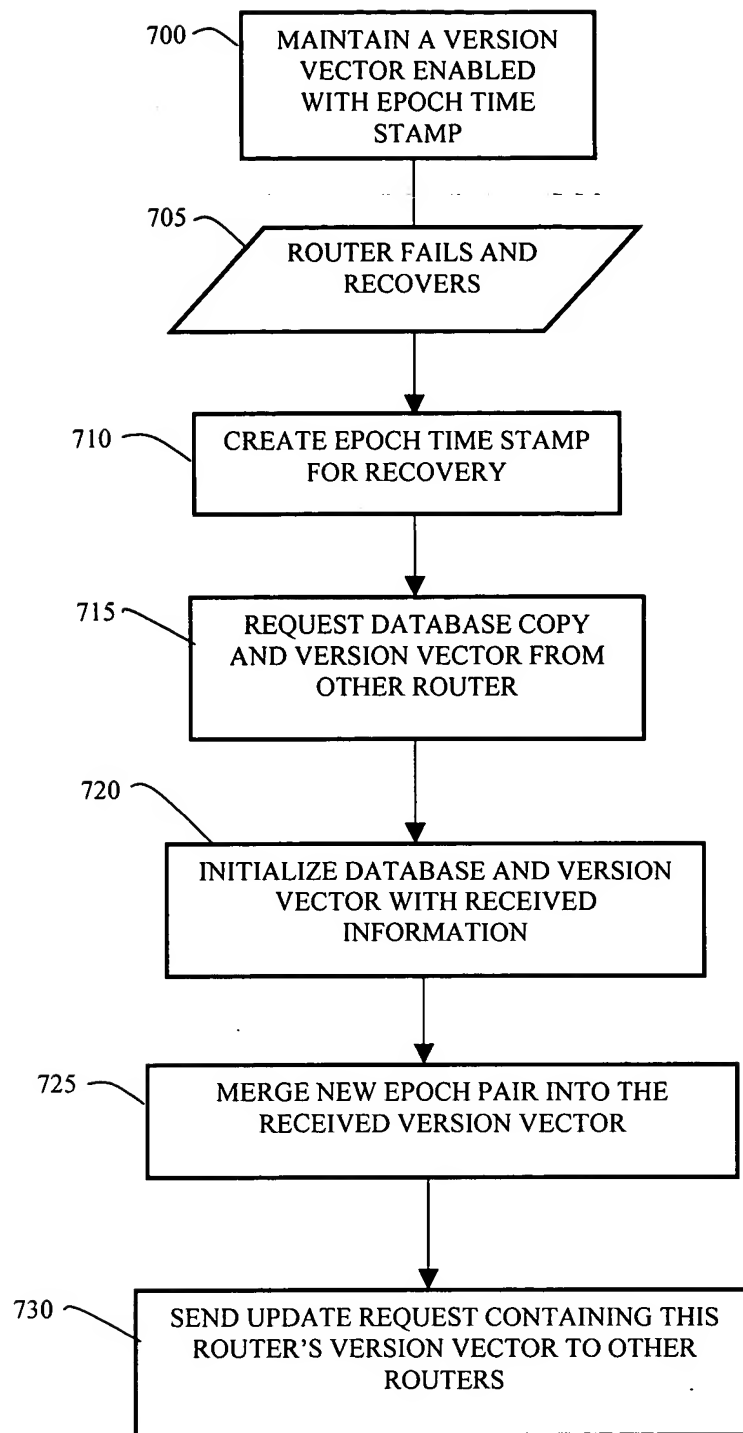 700
MAINTAIN A VERSION
VECTOR ENABLED
WITH EPOCH TIME
STAMP
705
ROUTER FAILS AND
RECOVERS
710
CREATE EPOCH TIME STAMP
FOR RECOVERY
715
REQUEST DATABASE COPY
AND VERSION VECTOR FROM
OTHER ROUTER
720
INITIALIZE DATABASE AND VERSION
VECTOR WITH RECEIVED
INFORMATION
725
MERGE NEW EPOCH PAIR INTO THE
RECEIVED VERSION VECTOR
730
SEND UPDATE REQUEST CONTAINING THIS
ROUTER'S VERSION VECTOR TO OTHER
ROUTERS